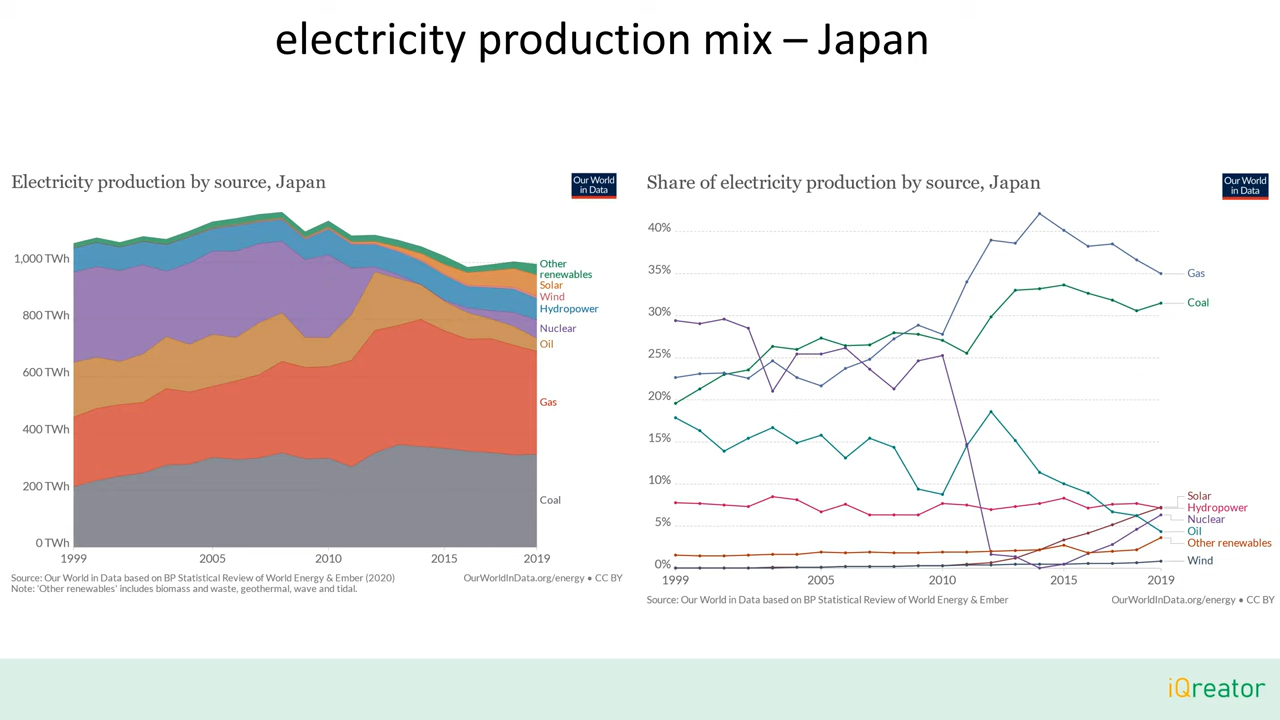 electricity production mix – Japan
Electricity production by source, Japan
Our World
in Data
1,000 TWh
800 TWh
600 TWh
400 TWh
200 TWh
0 TWh
1999
2005
2010
2015
2019
Other
renewables
Solar
Wind
Hydropower
Nuclear
Oil
Gas
Coal
Source: Our World in Data based on BP Statistical Review of World Energy & Ember (2020)
OurWorldInData.org/energy • CC BY
Note: 'Other renewables' includes biomass and waste, geothermal, wave and tidal.
Share of electricity production by source, Japan
Our World
in Data
40%
35%
30%
25%
20%
15%
10%
5%
0%
1999
2005
2010
2015
2019
Gas
Coal
Solar
Hydropower
Nuclear
Oil
Other renewables
Wind
Source: Our World in Data based on BP Statistical Review of World Energy & Ember
OurWorldInData.org/energy • CC BY
iQreator